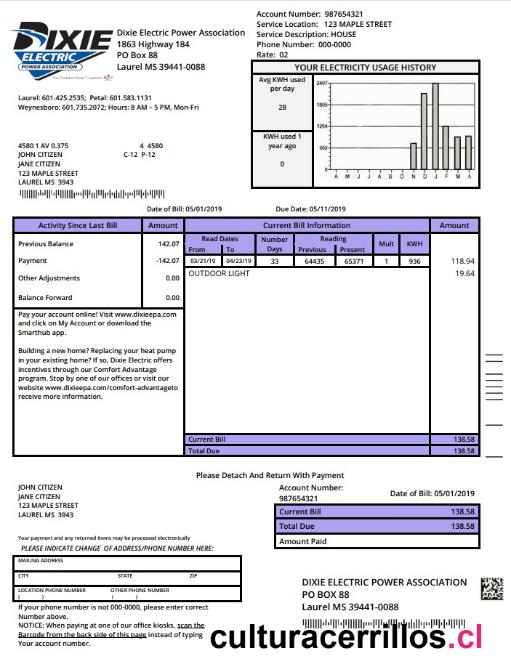 DIXIE
ELECTRIC
POWER ASSOCIATION
Dixie Electric Power Association
1863 Highway 184
PO Box 88
Laurel MS 39441-0088
Account Number: 987654321
Service Location: 123 MAPLE STREET
Service Description: HOUSE
Phone Number: 000-0000
Rate: 02
YOUR ELECTRICITY USAGE HISTORY
Avg KWH used
per day
28
KWH used 1
year ago
0
2407
1805
1204
602
0
A M J J A S O N D J F M A
Laurel: 601.425.2535; Petal: 601.583.1131
Weynesboro: 601.735.2072; Hours: 8 AM – 5 PM, Mon-Fri
4580 1 AV 0.375 4 4580
JOHN CITIZEN C-12 P-12
JANE CITIZEN
123 MAPLE STREET
LAUREL MS 3943
Date of Bill: 05/01/2019 Due Date: 05/11/2019
Activity Since Last Bill Amount
Previous Balance 142.07
Payment -142.07
Other Adjustments 0.00
Balance Forward 0.00
Pay your account online! Visit www.dixieepa.com
and click on My Account or download the
Smarthub app.
Building a new home? Replacing your heat pump
in your existing home? If so, Dixie Electric offers
incentives through our Comfort Advantage
program. Stop by one of our offices or visit our
website www.dixieepa.com/comfort-advantageto
receive more information.
Current Bill Information Amount
Read Dates Number Reading
From To Days Previous Present Mult KWH
03/21/19 04/23/19 33 64435 65371 1 936 118.94
OUTDOOR LIGHT 19.64
Current Bill 138.58
Total Due 138.58
Please Detach And Return With Payment
JOHN CITIZEN
JANE CITIZEN
123 MAPLE STREET
LAUREL MS 3943
Account Number:
987654321
Date of Bill: 05/01/2019
Current Bill 138.58
Total Due 138.58
Amount Paid
Your payment and any returned items may be processed electronically
PLEASE INDICATE CHANGE OF ADDRESS/PHONE NUMBER HERE:
MAILING ADDRESS
CITY STATE ZIP
LOCATION PHONE NUMBER OTHER PHONE NUMBER
( ) ( )
If your phone number is not 000-0000, please enter correct
Number above.
NOTICE: When paying at one of our office kiosks, scan the
Barcode from the back side of this page instead of typing
Your account number.
DIXIE ELECTRIC POWER ASSOCIATION
PO BOX 88
Laurel MS 39441-0088
culturacerrillos.cl